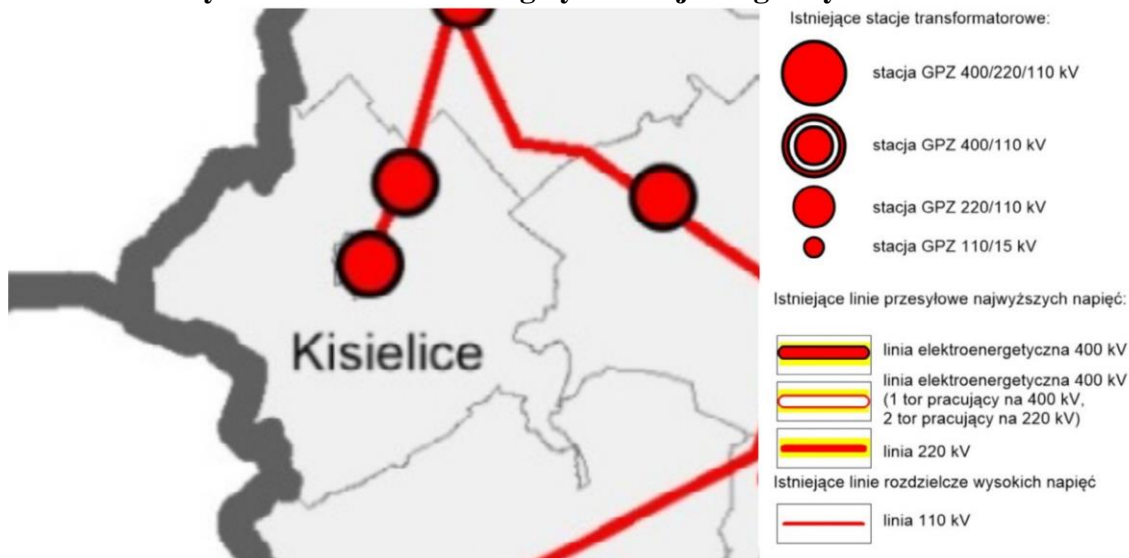 Istniejące stacje transformatorowe:
stacja GPZ 400/220/110 kV
stacja GPZ 400/110 kV
stacja GPZ 220/110 kV
stacja GPZ 110/15 kV
Kisielice
Istniejące linie przesyłowe najwyższych napięć:
linia elektroenergetyczna 400 kV
linia elektroenergetyczna 400 kV
(1 tor pracujący na 400 kV,
2 tor pracujący na 220 kV)
linia 220 kV
Istniejące linie rozdzielcze wysokich napięć
linia 110 kV